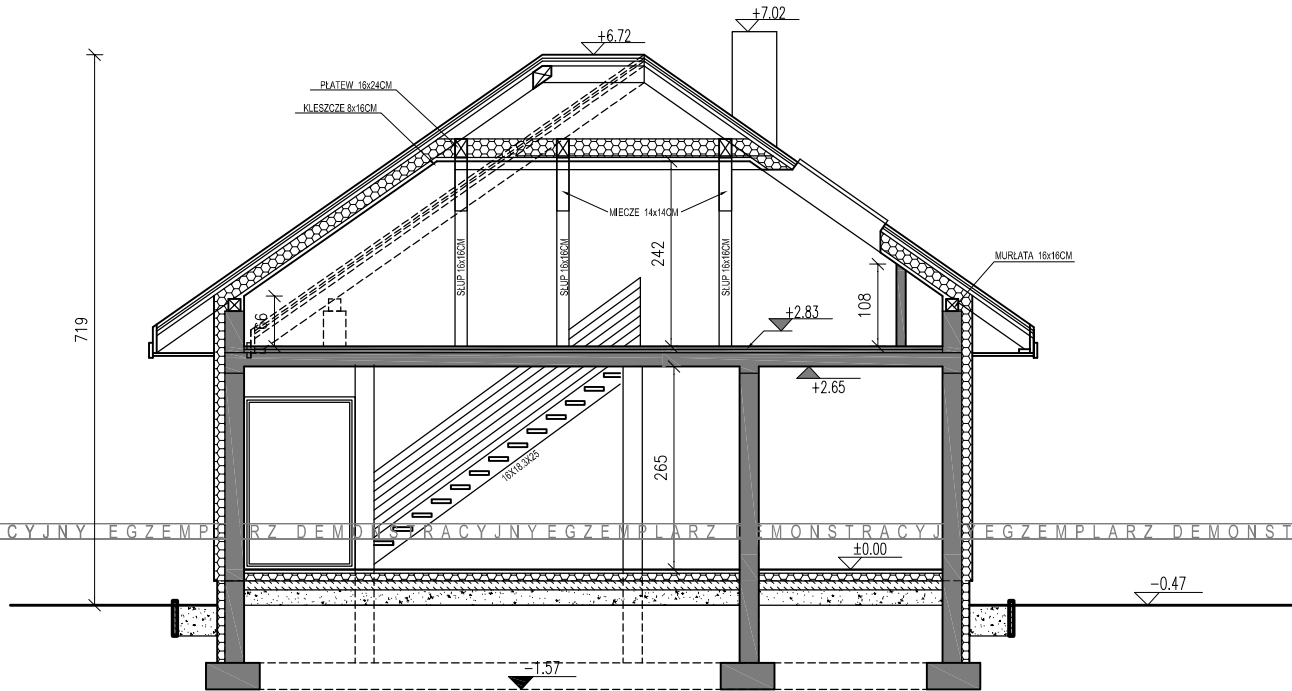 +7.02
+6.72
PŁATEW 16x24CM
KLESZCZE 8x16CM
MIECZE 14x14CM
SŁUP 16x16CM
SŁUP 16x16CM
SŁUP 16x16CM
242
MURŁATA 16x16CM
108
66
719
+2.83
+2.65
265
16X18.3X25
CYJNY EGZEMPLARZ DEMONSTRACYJNY EGZEMPLARZ DEMONSTRACYJNY EGZEMPLARZ DEMONST
±0.00
-0.47
-1.57